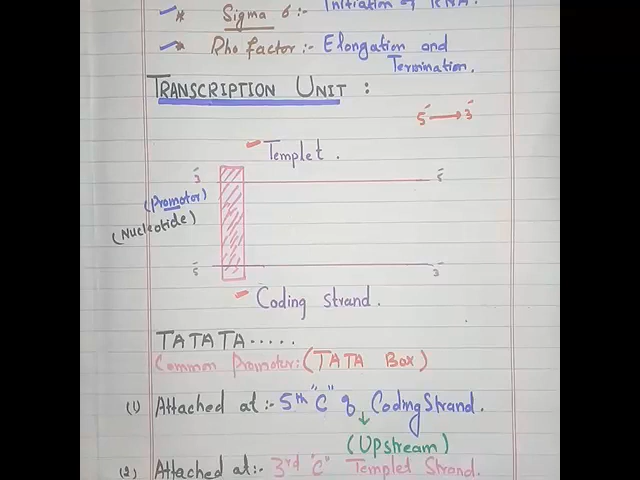 * Sigma 6:- Initiation of RNA.
* Rho factor:- Elongation and
Termination.
TRANSCRIPTION UNIT :
5' → 3'
Templet.
3' 5'
(Promotor)
(Nucleotide)
5' 3'
Coding strand.
TATATA.....
Common Promoter:(TATA Box)
(1) Attached at:- 5th "C" of Coding Strand.
(Upstream)
(2) Attached at:- 3rd "C" Templet Strand.